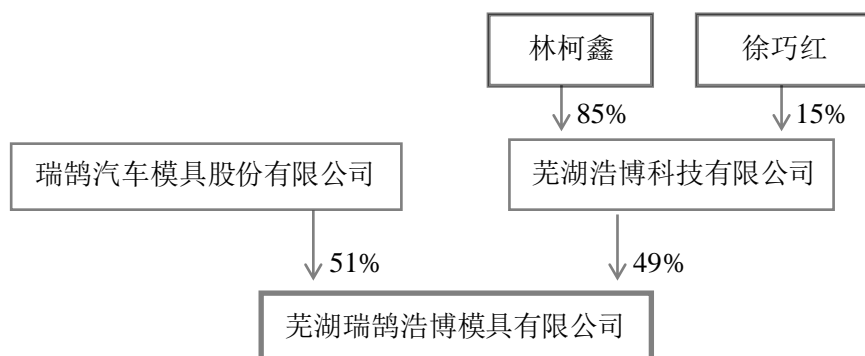 林柯鑫
徐巧红
85%
15%
瑞鹄汽车模具股份有限公司
芜湖浩博科技有限公司
51%
49%
芜湖瑞鹄浩博模具有限公司